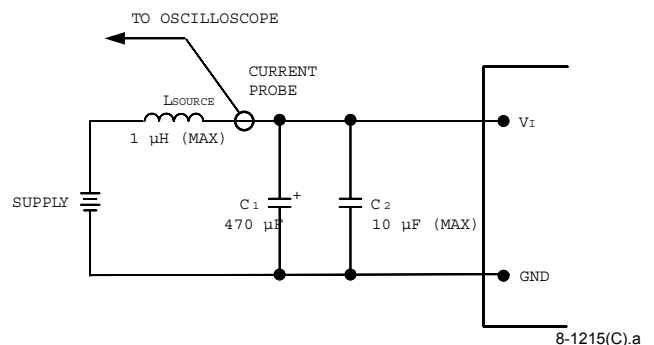 TO OSCILLOSCOPE
CURRENT
PROBE
LSOURCE
1 µH (MAX)
VI
SUPPLY
C1
+
470 µF
C2
10 µF (MAX)
GND
8-1215(C).a